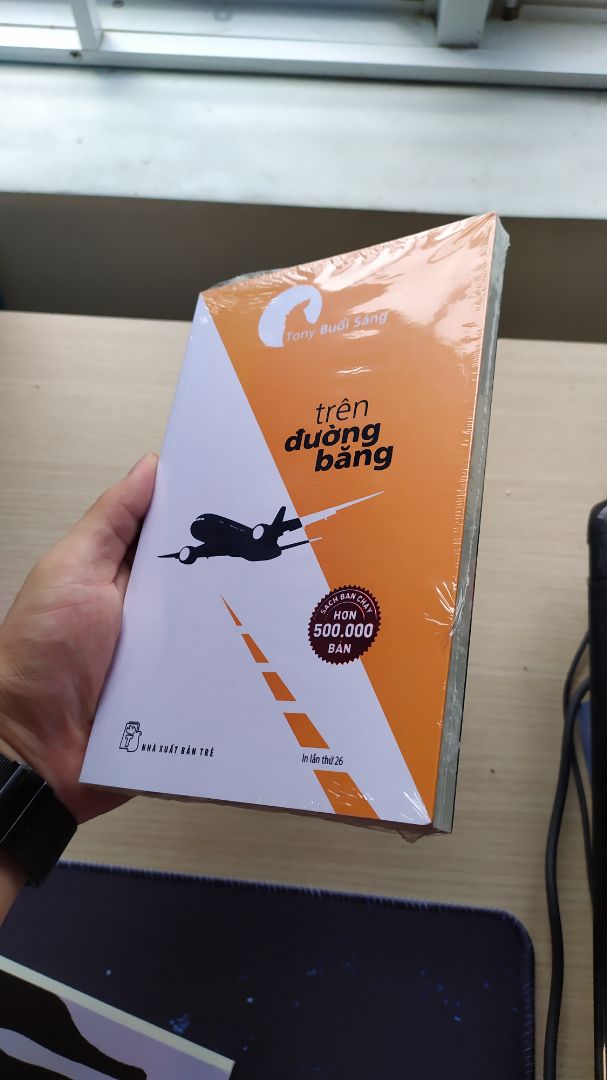 Tony Buổi Sáng
trên
đường
băng
SÁCH BÁN CHẠY
HƠN
500.000
BẢN
NHÀ XUẤT BẢN TRẺ
In lần thứ 26